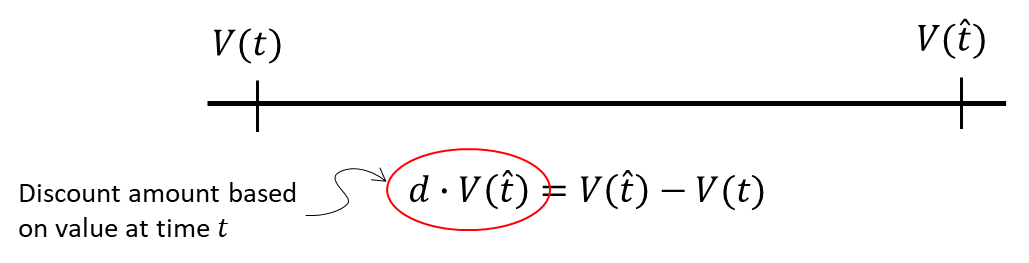 V(t) V(t̂)
Discount amount based
on value at time t
d · V(t̂) = V(t̂) − V(t)